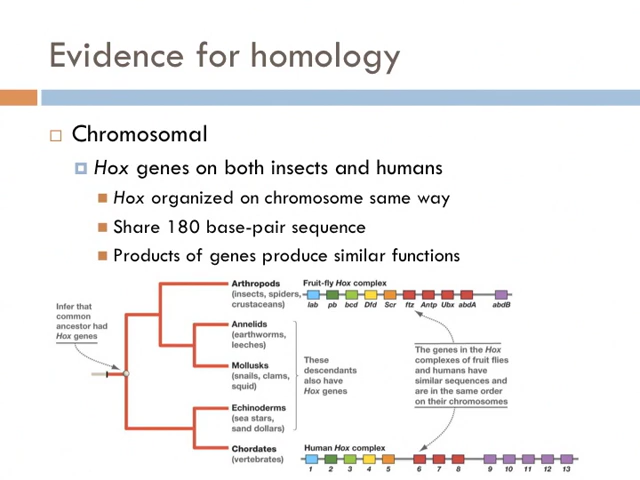 Evidence for homology
Chromosomal
Hox genes on both insects and humans
Hox organized on chromosome same way
Share 180 base-pair sequence
Products of genes produce similar functions
Infer that
common
ancestor had
Hox genes
Arthropods
(insects, spiders,
crustaceans)
Annelids
(earthworms,
leeches)
Mollusks
(snails, clams,
squid)
Echinoderms
(sea stars,
sand dollars)
Chordates
(vertebrates)
These
descendants
also have
Hox genes
Fruit-fly Hox complex
lab pb bcd Dfd Scr ftz Antp Ubx abdA abdB
The genes in the Hox
complexes of fruit flies
and humans have
similar sequences and
are in the same order
on their chromosomes
Human Hox complex
1 2 3 4 5 6 7 8 9 10 11 12 13